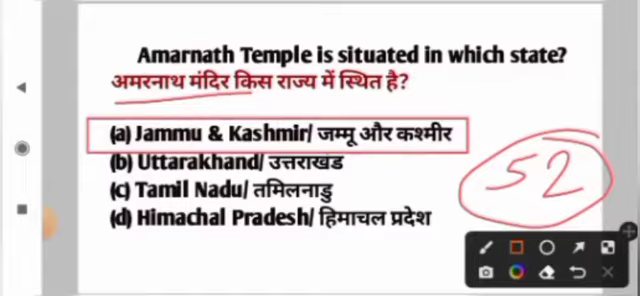 Amarnath Temple is situated in which state?
अमरनाथ मंदिर किस राज्य में स्थित है?
(a) Jammu & Kashmir/ जम्मू और कश्मीर
(b) Uttarakhand/ उत्तराखंड
(c) Tamil Nadu/ तमिलनाडु
(d) Himachal Pradesh/ हिमाचल प्रदेश
52